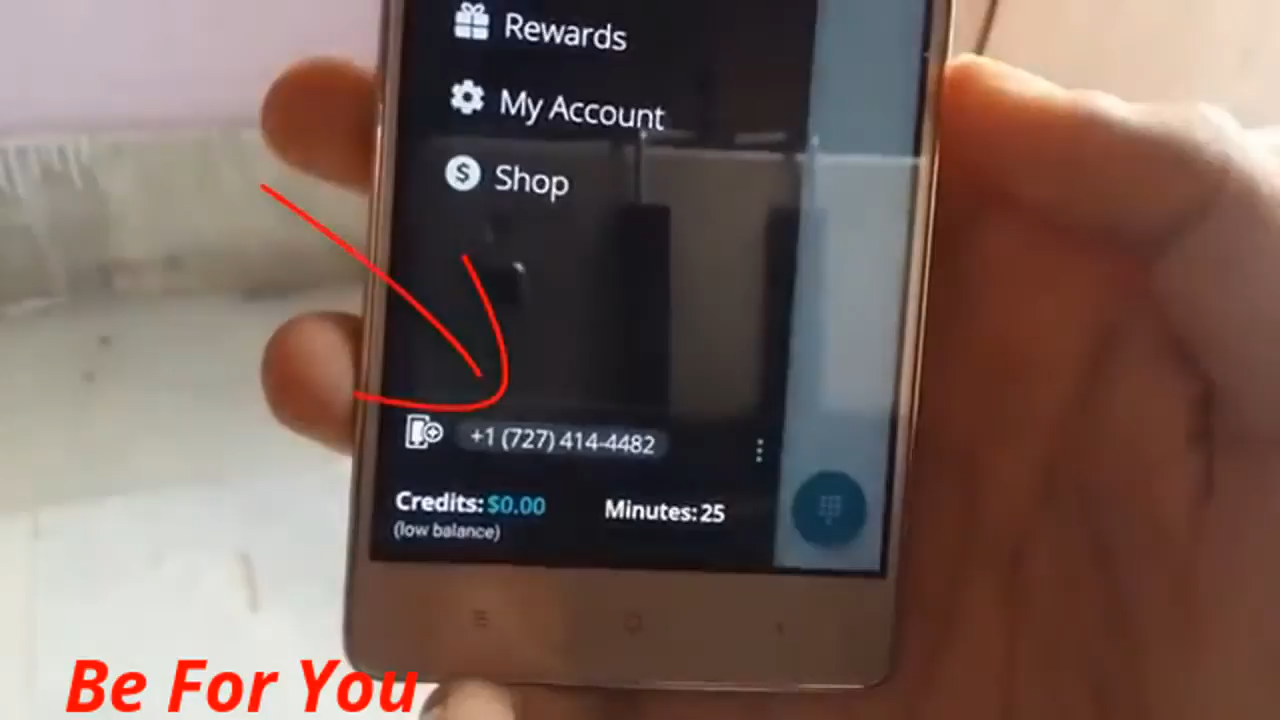 Rewards
My Account
Shop
+1 (727) 414-4482
Credits: $0.00
Minutes: 25
(low balance)
Be For You